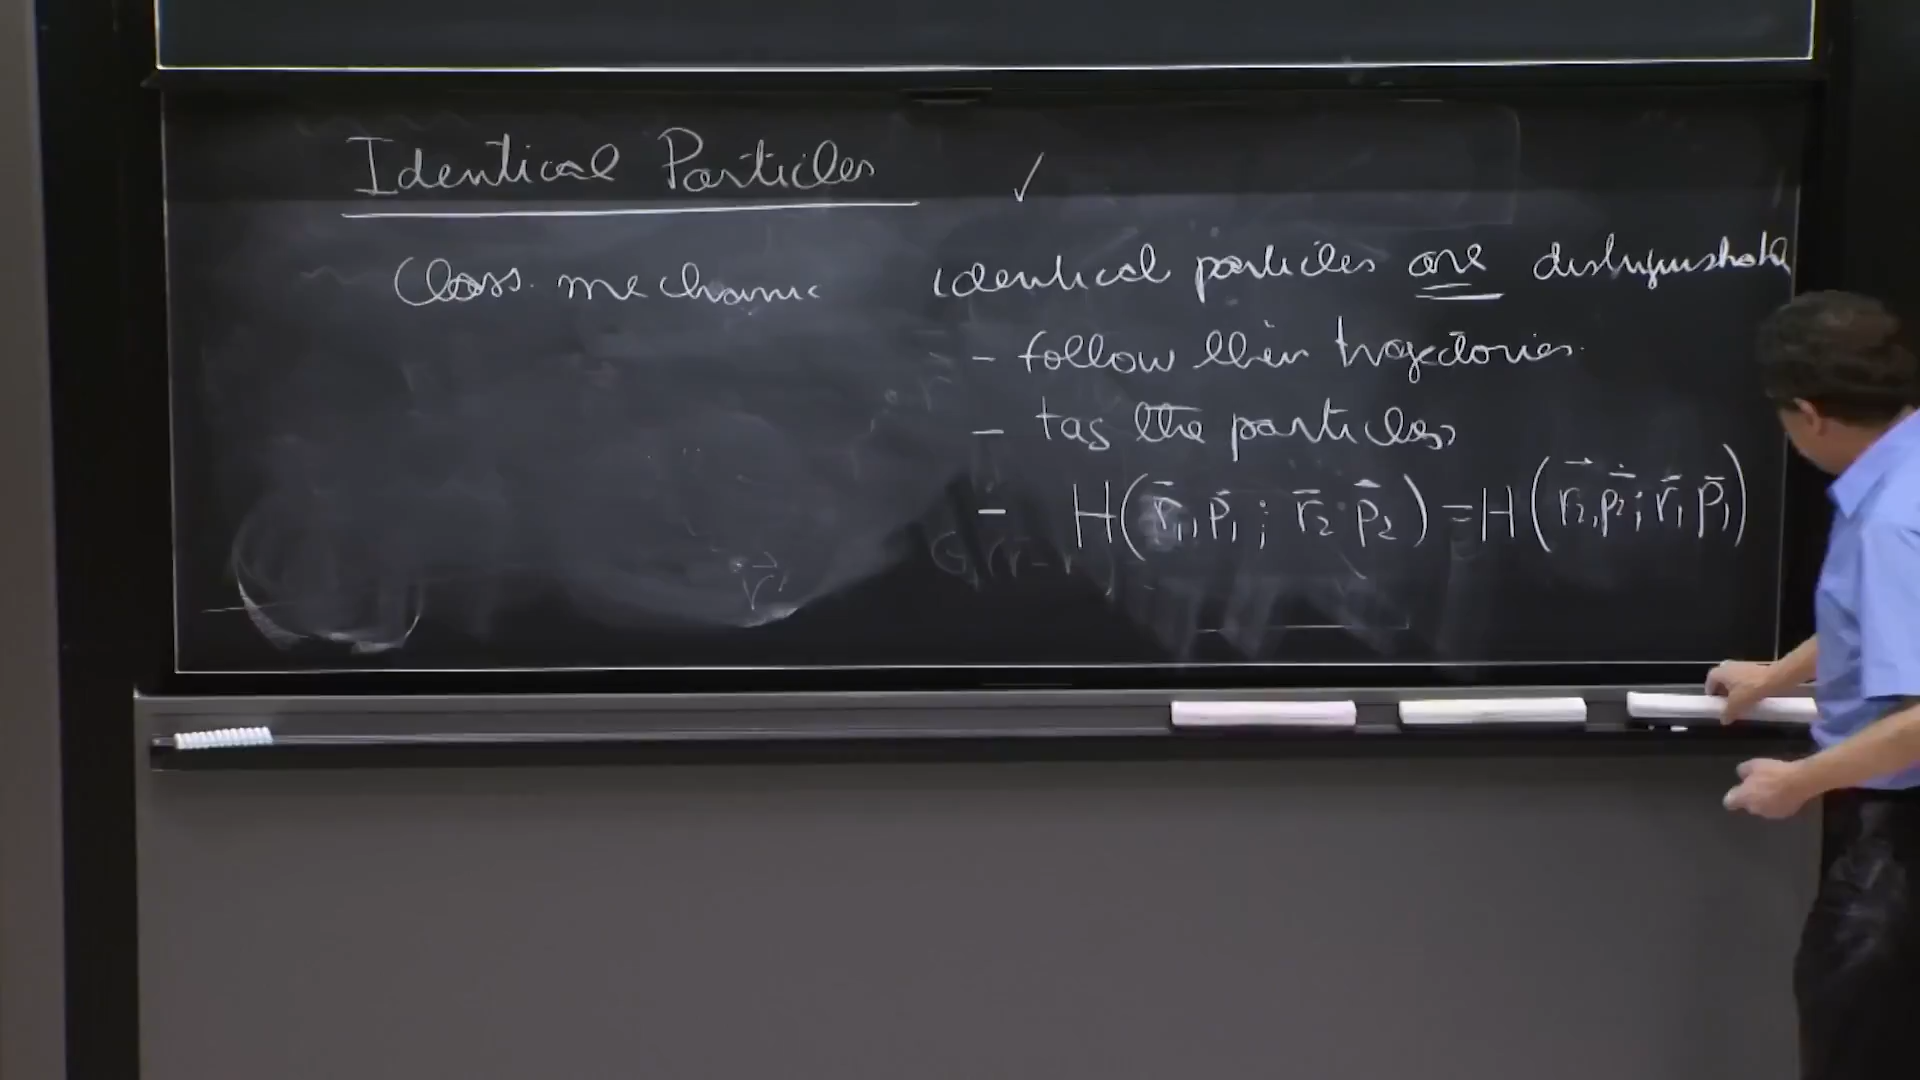 Identical Particles ✓
Class. mechanic identical particles are distinguishable
- follow their trajectories.
- tag the particles
- H(r̄₁, p̄₁; r̄₂ p̄₂) = H(r⃗₂, p⃗₂; r̄₁ p̄₁)
r⃗'